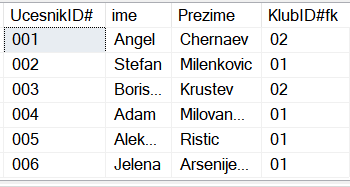 UcesnikID# ime Prezime KlubID#fk
001 Angel Chernaev 02
002 Stefan Milenkovic 01
003 Boris... Krustev 02
004 Adam Milovan... 01
005 Alek... Ristic 01
006 Jelena Arsenije... 01